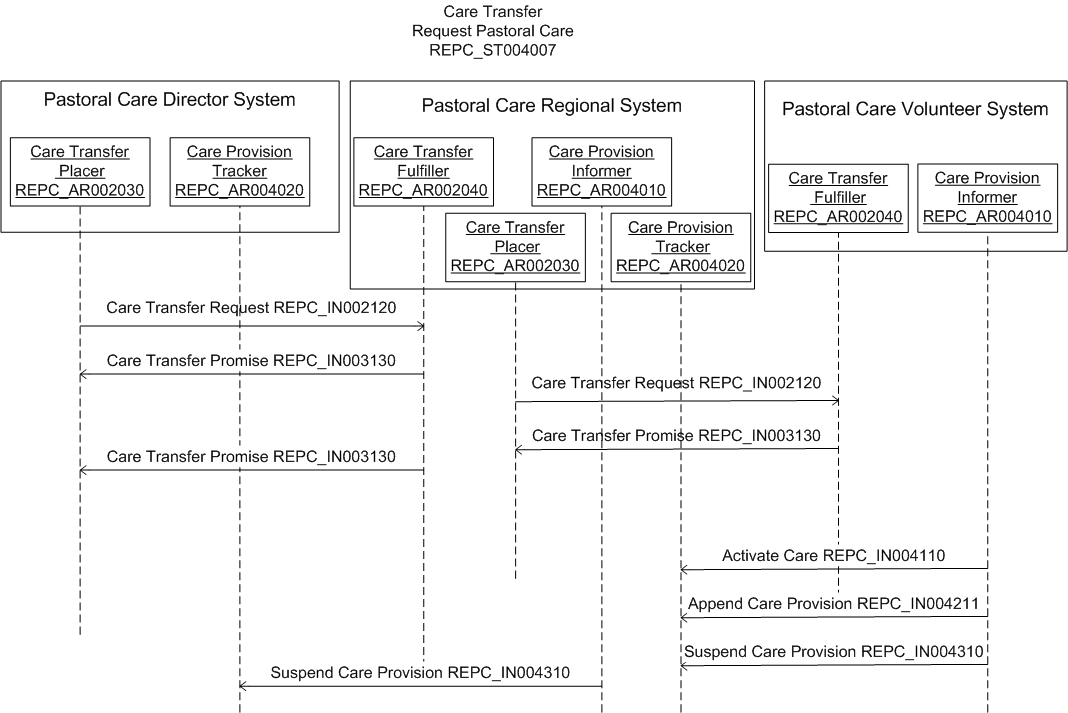 Care Transfer
Request Pastoral Care
REPC_ST004007
Pastoral Care Director System
Care Transfer
Placer
REPC_AR002030
Care Provision
Tracker
REPC_AR004020
Pastoral Care Regional System
Care Transfer
Fulfiller
REPC_AR002040
Care Provision
Informer
REPC_AR004010
Care Transfer
Placer
REPC_AR002030
Care Provision
Tracker
REPC_AR004020
Pastoral Care Volunteer System
Care Transfer
Fulfiller
REPC_AR002040
Care Provision
Informer
REPC_AR004010
Care Transfer Request REPC_IN002120
Care Transfer Promise REPC_IN003130
Care Transfer Request REPC_IN002120
Care Transfer Promise REPC_IN003130
Care Transfer Promise REPC_IN003130
Activate Care REPC_IN004110
Append Care Provision REPC_IN004211
Suspend Care Provision REPC_IN004310
Suspend Care Provision REPC_IN004310